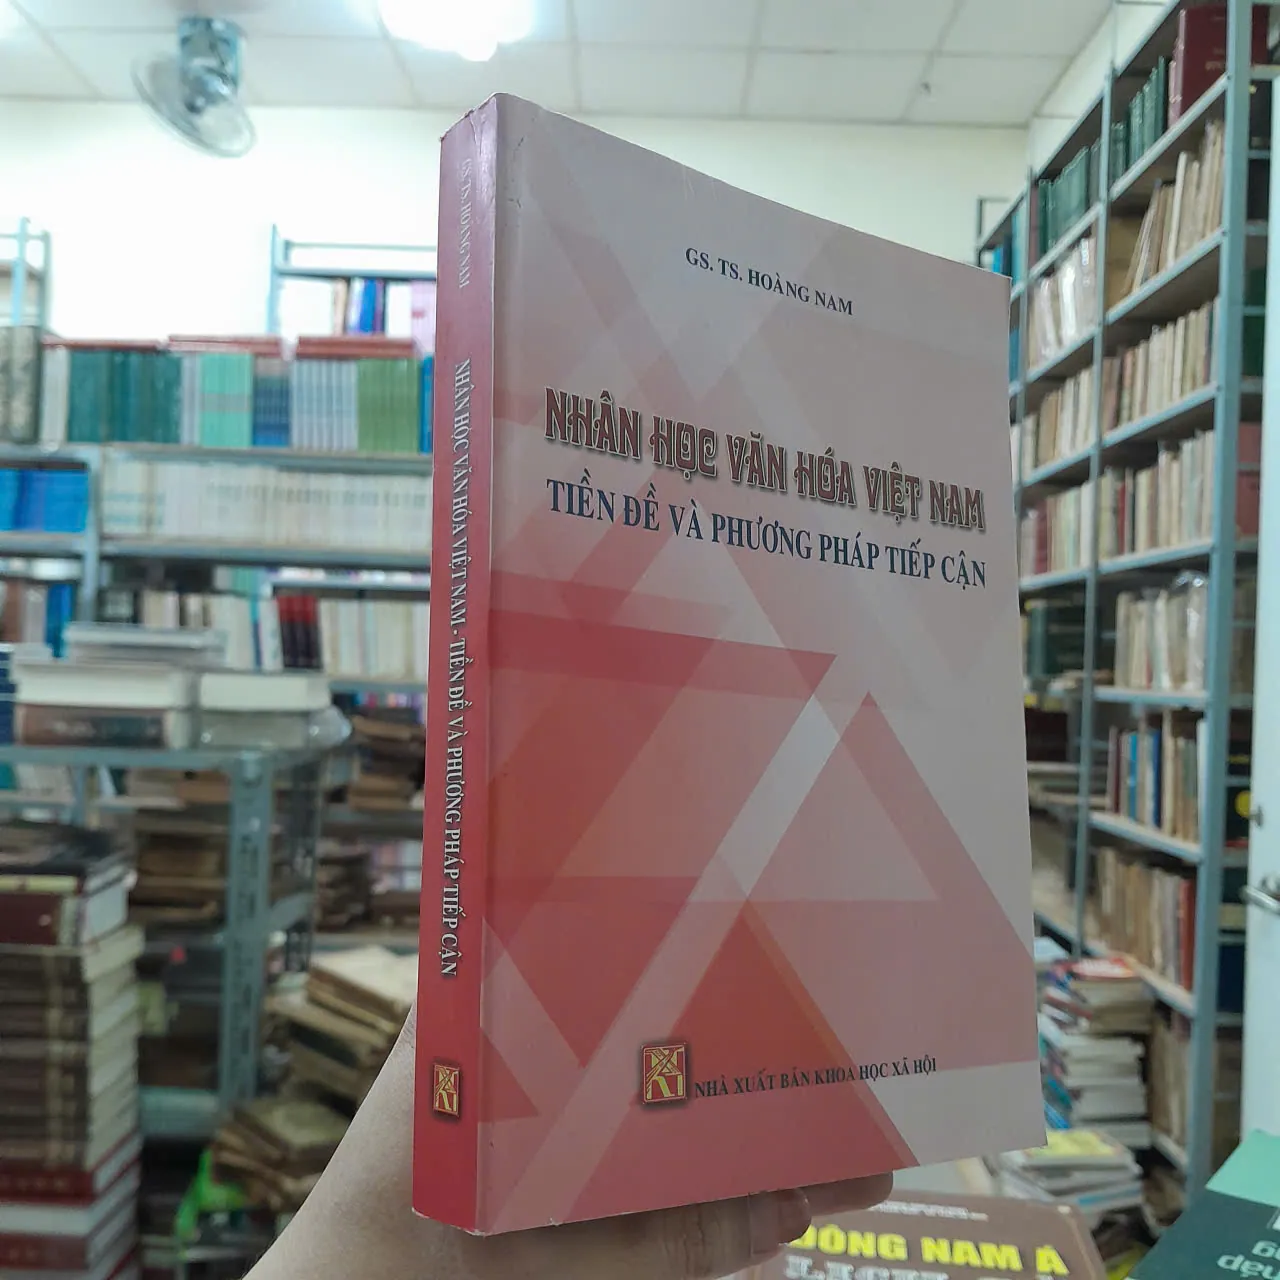 GS. TS. HOÀNG NAM
NHÂN HỌC VĂN HÓA VIỆT NAM
TIỀN ĐỀ VÀ PHƯƠNG PHÁP TIẾP CẬN
NHÀ XUẤT BẢN KHOA HỌC XÃ HỘI
GS. TS. HOÀNG NAM
NHÂN HỌC VĂN HÓA VIỆT NAM - TIỀN ĐỀ VÀ PHƯƠNG PHÁP TIẾP CẬN
ĐÔNG NAM Á